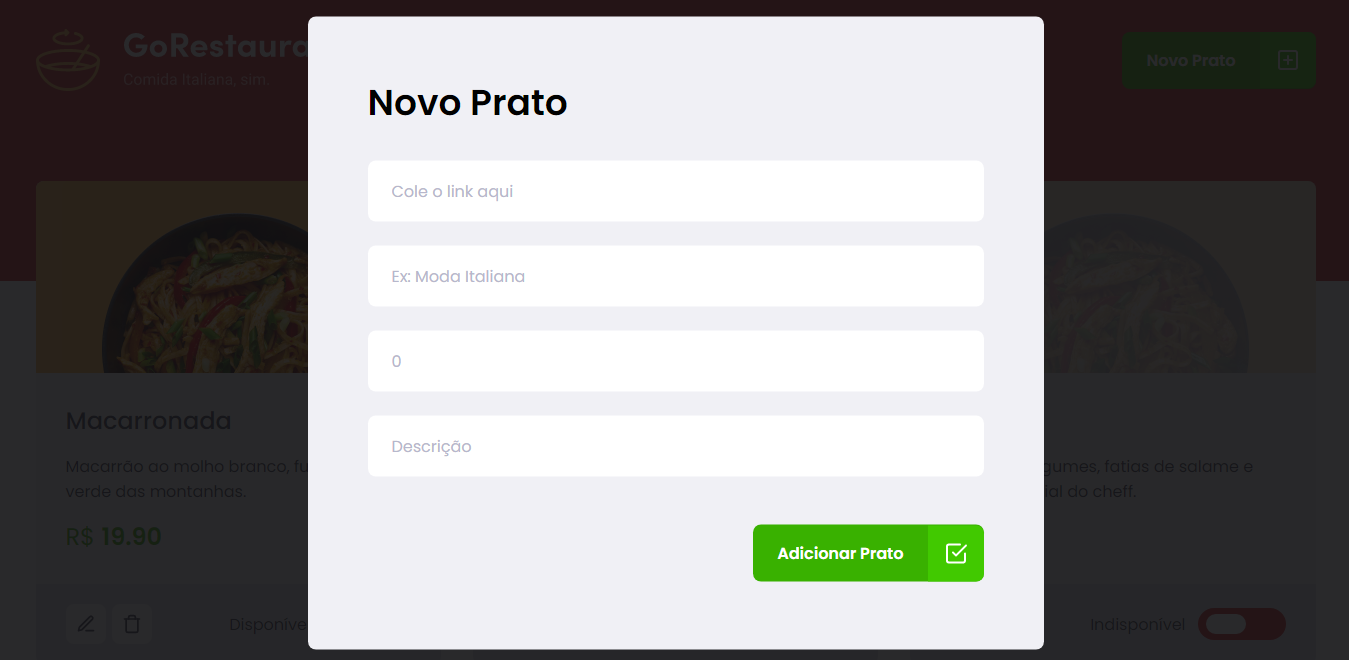 GoRestaura
Comida Italiana, sim.
Novo Prato
Novo Prato
Cole o link aqui
Ex: Moda Italiana
0
Descrição
Adicionar Prato
Macarronada
Macarrão ao molho branco, fu
verde das montanhas.
R$ 19.90
Disponíve
gumes, fatias de salame e
ial do cheff.
Indisponível